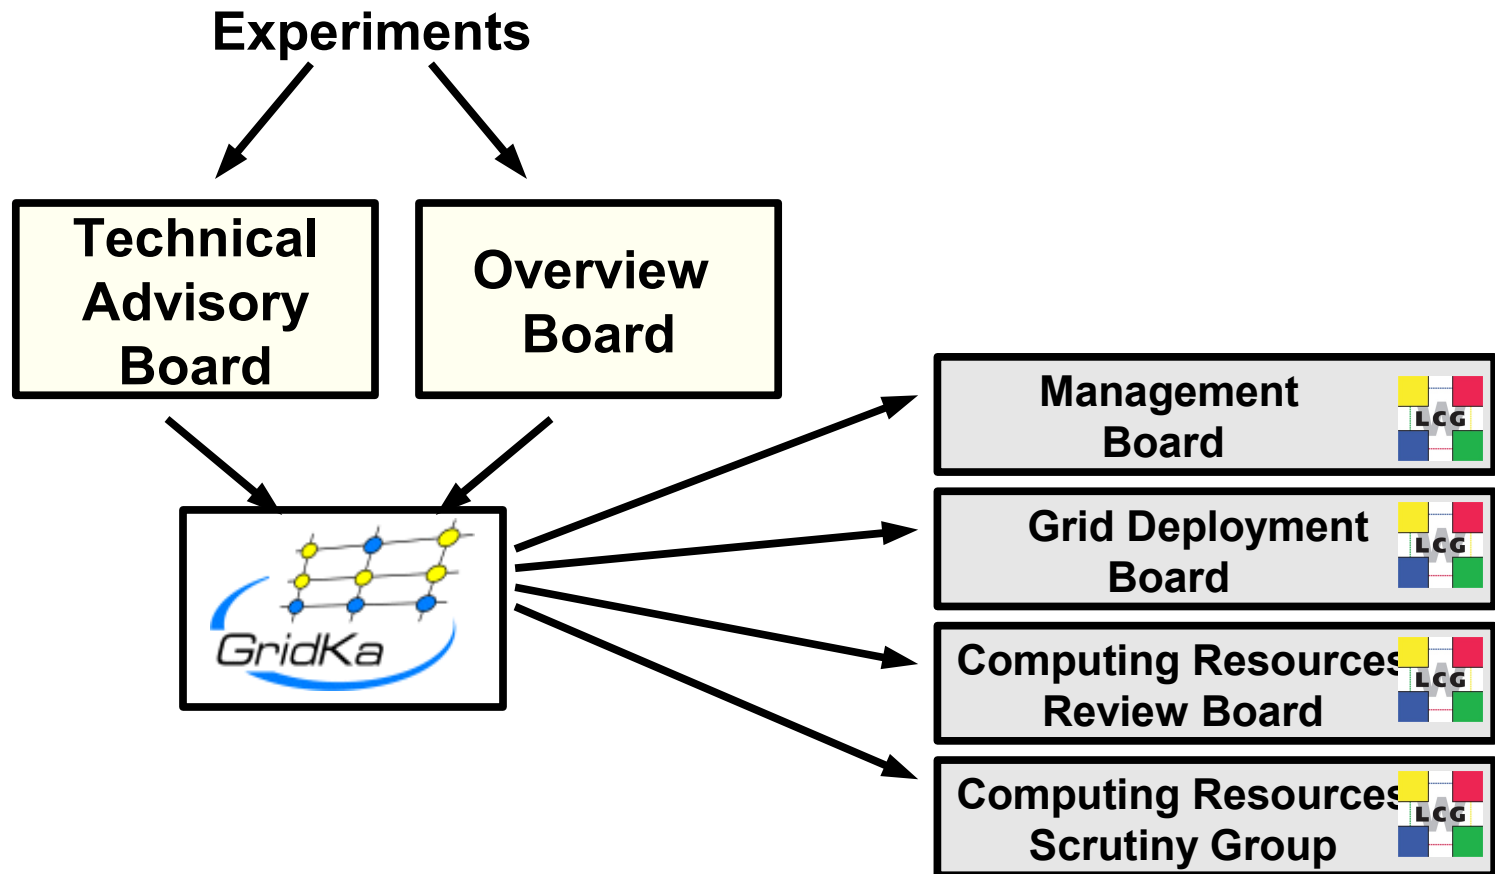 Experiments
Technical
Advisory
Board
Overview
Board
GridKa
Management
Board
LCG
Grid Deployment
Board
LCG
Computing Resources
Review Board
LCG
Computing Resources
Scrutiny Group
LCG